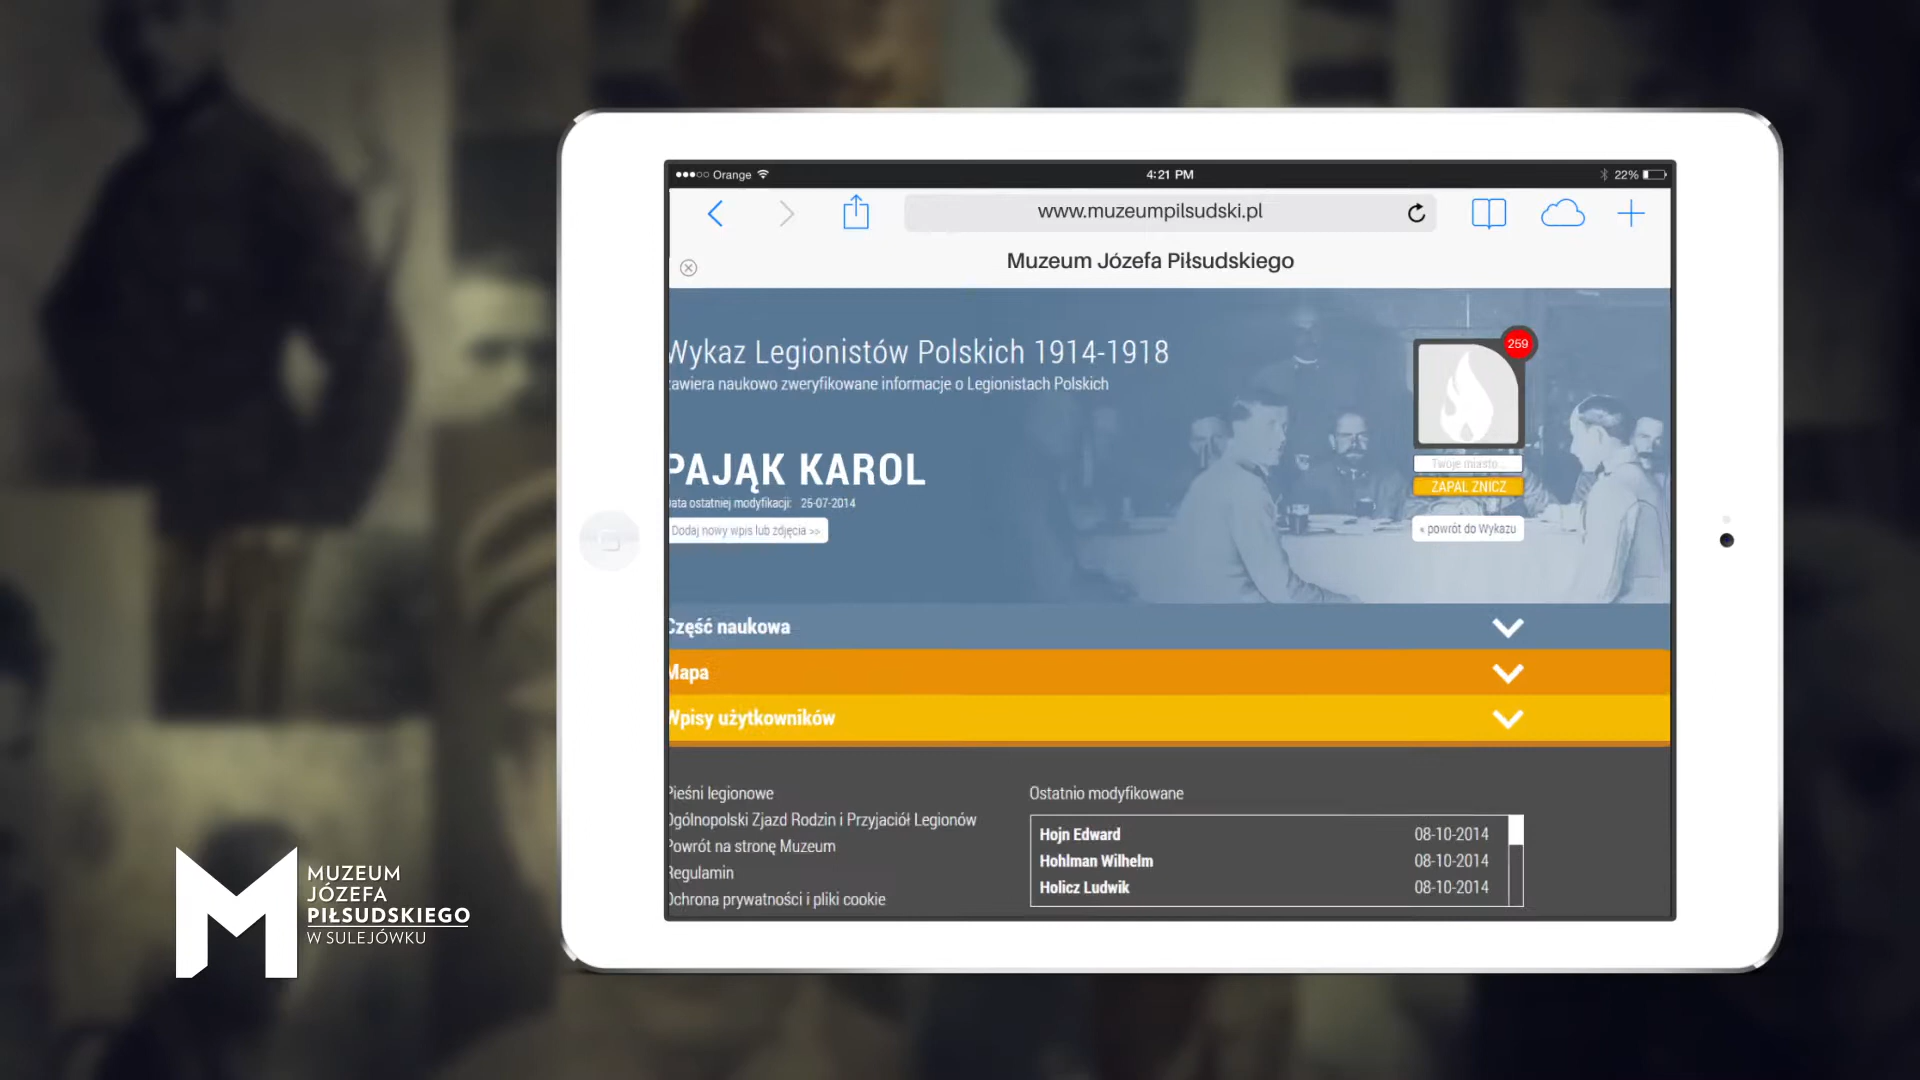 Orange
4:21 PM
22%
www.muzeumpilsudski.pl
Muzeum Józefa Piłsudskiego
Wykaz Legionistów Polskich 1914-1918
zawiera naukowo zweryfikowane informacje o Legionistach Polskich
259
PAJĄK KAROL
Data ostatniej modyfikacji: 25-07-2014
Dodaj nowy wpis lub zdjęcia >>
Twoje miasto...
ZAPAL ZNICZ
« powrót do Wykazu
Część naukowa
Mapa
Wpisy użytkowników
Pieśni legionowe
Ogólnopolski Zjazd Rodzin i Przyjaciół Legionów
Powrót na stronę Muzeum
Regulamin
Ochrona prywatności i pliki cookie
Ostatnio modyfikowane
Hojn Edward 08-10-2014
Hohlman Wilhelm 08-10-2014
Holicz Ludwik 08-10-2014
MUZEUM
JÓZEFA
PIŁSUDSKIEGO
W SULEJÓWKU